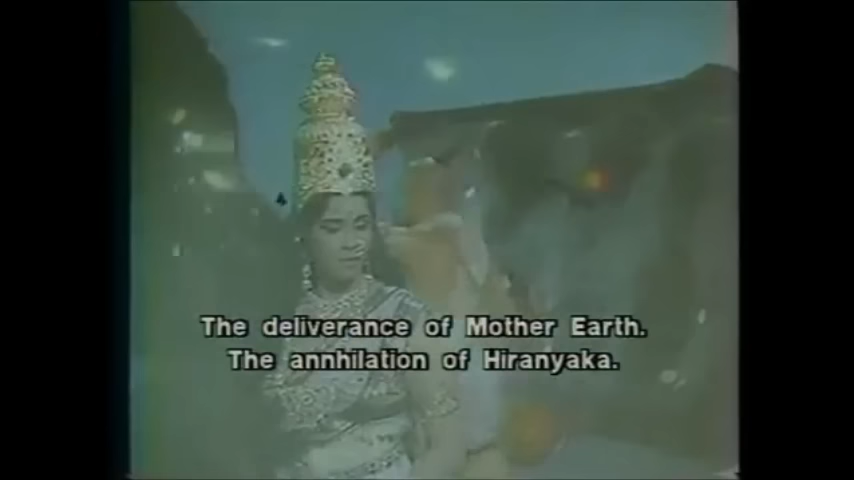 The deliverance of Mother Earth.
The annhilation of Hiranyaka.